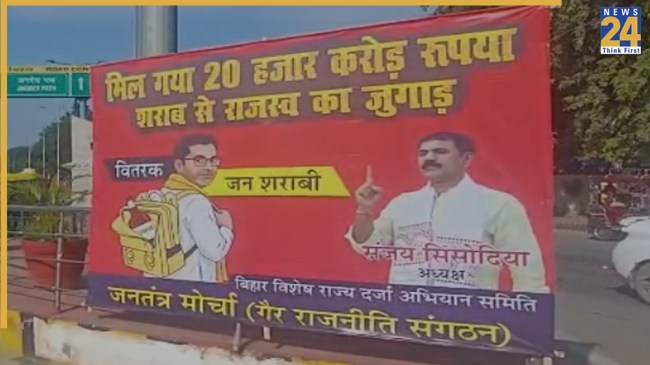 NEWS
24
Think First
मिल गया 20 हजार करोड़ रूपया
शराब से राजस्व का जुगाड़
वितरक
जन शराबी
संजय सिसोदिया
अध्यक्ष
बिहार विशेष राज्य दर्जा अभियान समिति
जनतंत्र मोर्चा (गैर राजनीति संगठन)